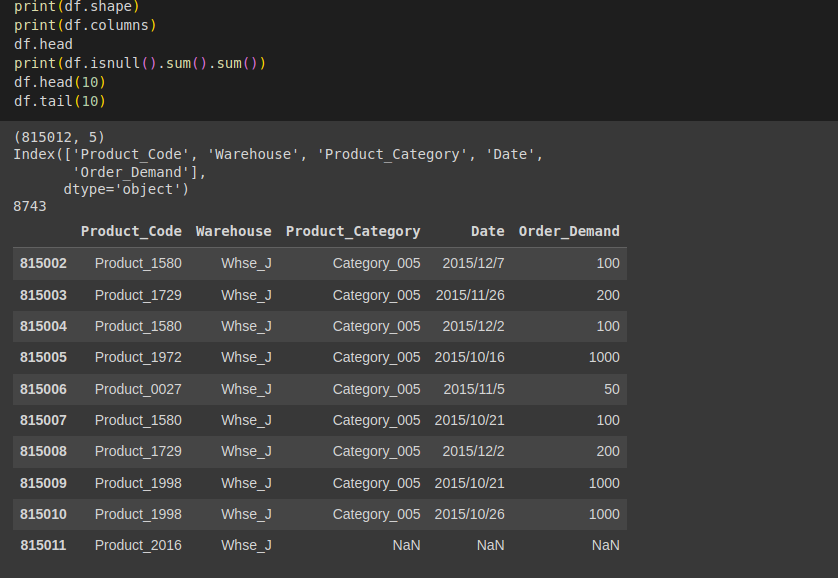 print(df.shape)
print(df.columns)
df.head
print(df.isnull().sum().sum())
df.head(10)
df.tail(10)
(815012, 5)
Index(['Product_Code', 'Warehouse', 'Product_Category', 'Date',
'Order_Demand'],
dtype='object')
8743
Product_Code Warehouse Product_Category Date Order_Demand
815002 Product_1580 Whse_J Category_005 2015/12/7 100
815003 Product_1729 Whse_J Category_005 2015/11/26 200
815004 Product_1580 Whse_J Category_005 2015/12/2 100
815005 Product_1972 Whse_J Category_005 2015/10/16 1000
815006 Product_0027 Whse_J Category_005 2015/11/5 50
815007 Product_1580 Whse_J Category_005 2015/10/21 100
815008 Product_1729 Whse_J Category_005 2015/12/2 200
815009 Product_1998 Whse_J Category_005 2015/10/21 1000
815010 Product_1998 Whse_J Category_005 2015/10/26 1000
815011 Product_2016 Whse_J NaN NaN NaN